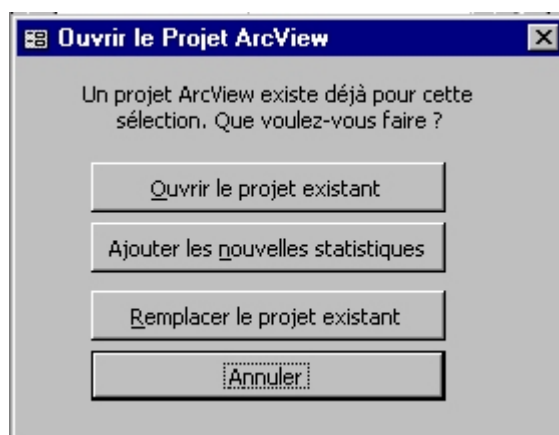 Ouvrir le Projet ArcView
Un projet ArcView existe déjà pour cette
sélection. Que voulez-vous faire ?
Ouvrir le projet existant
Ajouter les nouvelles statistiques
Remplacer le projet existant
Annuler